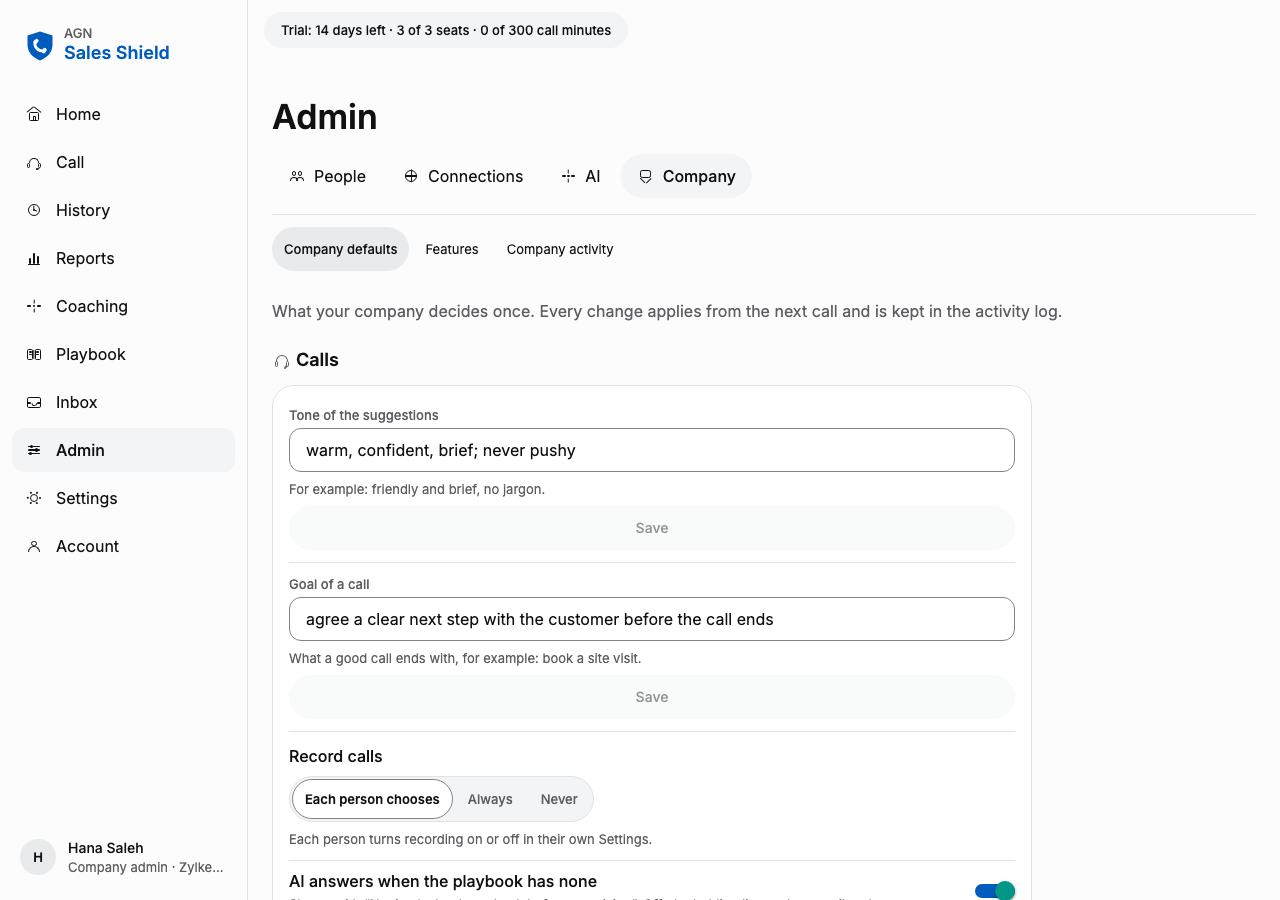 AGN
Sales Shield
Home
Call
History
Reports
Coaching
Playbook
Inbox
Admin
Settings
Account
H
Hana Saleh
Company admin · Zylke...
Trial: 14 days left · 3 of 3 seats · 0 of 300 call minutes
Admin
People
Connections
AI
Company
Company defaults
Features
Company activity
What your company decides once. Every change applies from the next call and is kept in the activity log.
Calls
Tone of the suggestions
warm, confident, brief; never pushy
For example: friendly and brief, no jargon.
Save
Goal of a call
agree a clear next step with the customer before the call ends
What a good call ends with, for example: book a site visit.
Save
Record calls
Each person chooses
Always
Never
Each person turns recording on or off in their own Settings.
AI answers when the playbook has none